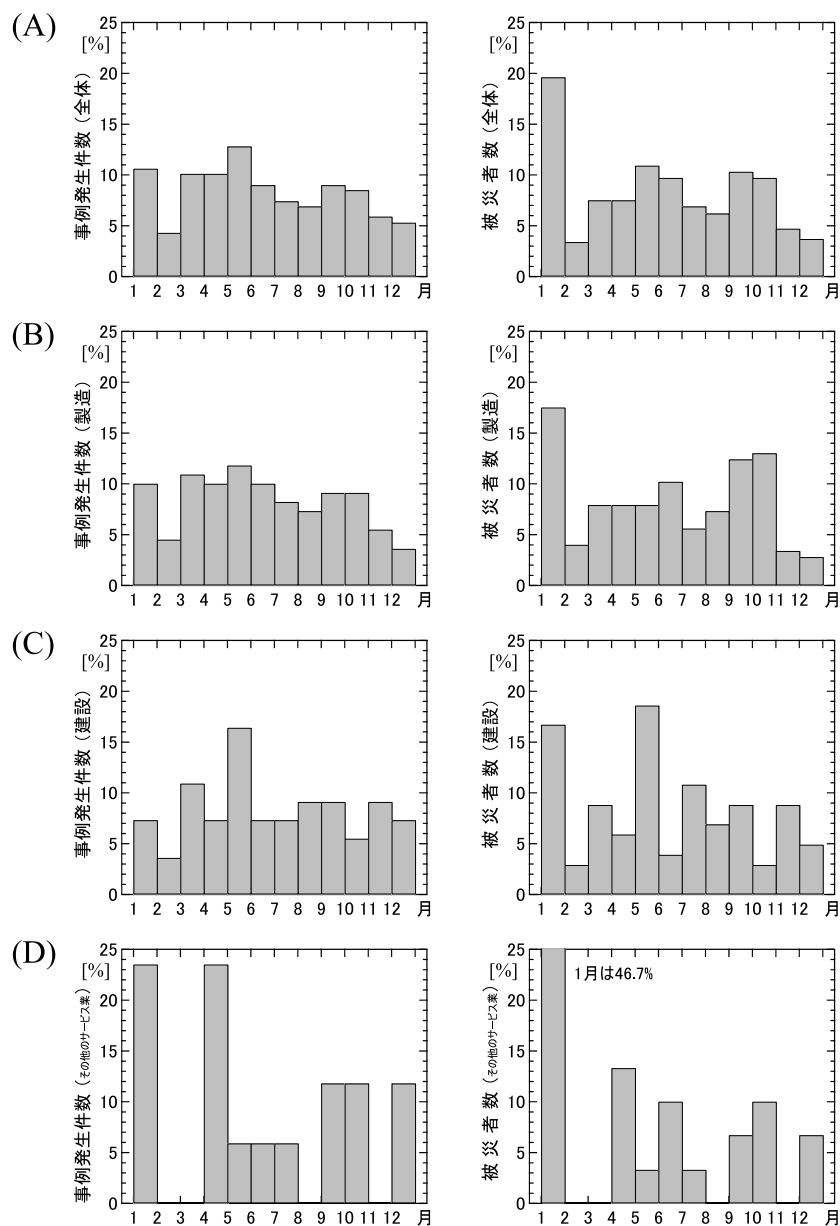 (A)
[%]
25
20
15
10
5
0
事例発生件数(全体)
1 2 3 4 5 6 7 8 9 10 11 12 月
[%]
25
20
15
10
5
0
被災者数(全体)
1 2 3 4 5 6 7 8 9 10 11 12 月
(B)
[%]
25
20
15
10
5
0
事例発生件数(製造)
1 2 3 4 5 6 7 8 9 10 11 12 月
[%]
25
20
15
10
5
0
被災者数(製造)
1 2 3 4 5 6 7 8 9 10 11 12 月
(C)
[%]
25
20
15
10
5
0
事例発生件数(建設)
1 2 3 4 5 6 7 8 9 10 11 12 月
[%]
25
20
15
10
5
0
被災者数(建設)
1 2 3 4 5 6 7 8 9 10 11 12 月
(D)
[%]
25
20
15
10
5
0
事例発生件数(その他のサービス業)
1 2 3 4 5 6 7 8 9 10 11 12 月
[%]
25
20
15
10
5
0
被災者数(その他のサービス業)
1月は46.7%
1 2 3 4 5 6 7 8 9 10 11 12 月